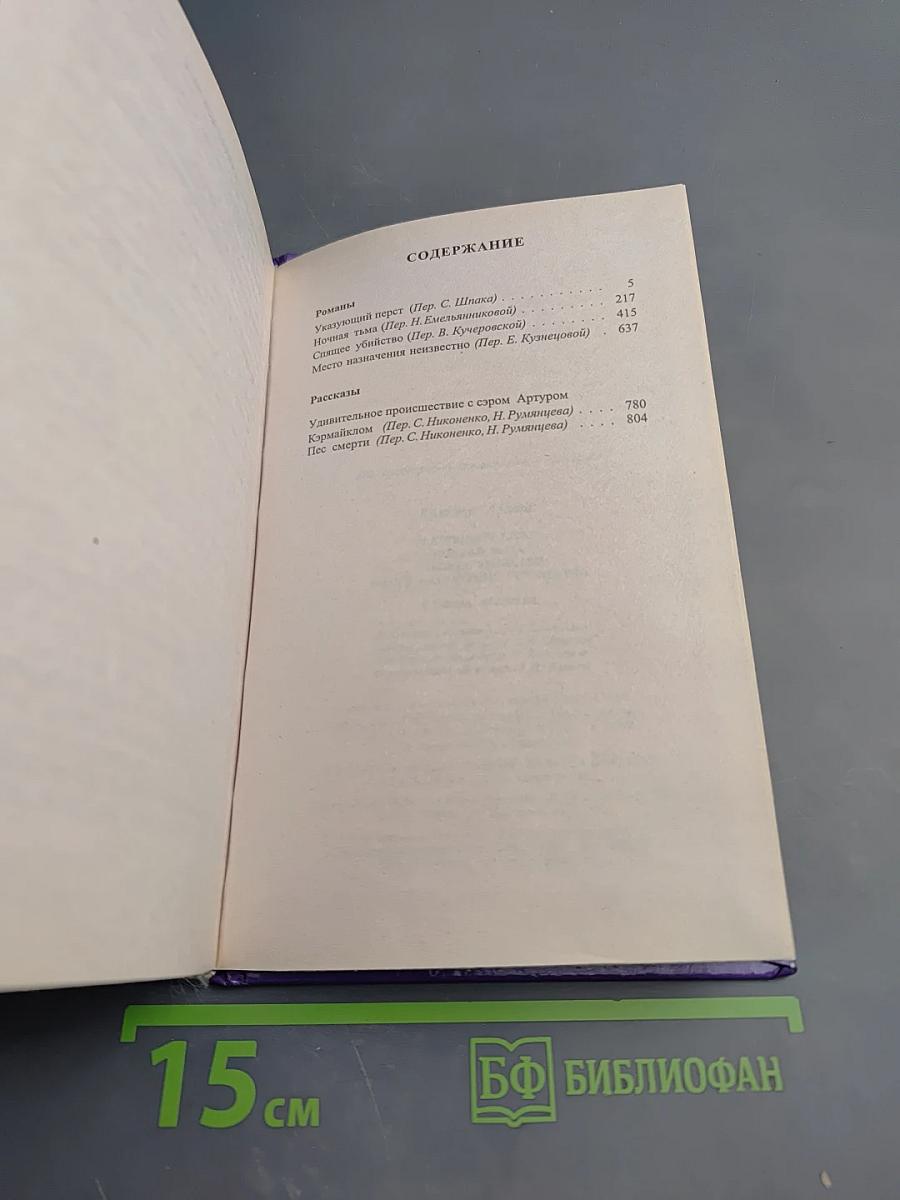 СОДЕРЖАНИЕ
Романы
Указующий перст (Пер. С. Шпака) . . . . . . . . . . . 5
Ночная тьма (Пер. Н. Емельянниковой) . . . . . . . . . 217
Спящее убийство (Пер. В. Кучеровской) . . . . . . . . 415
Место назначения неизвестно (Пер. Е. Кузнецовой) . 637
Рассказы
Удивительное происшествие с сэром Артуром
Кэрмайклом (Пер. С. Никоненко, Н. Румянцева) . . . . 780
Пес смерти (Пер. С. Никоненко, Н. Румянцева) . . . . 804
15 см
БФ БИБЛИОФАН